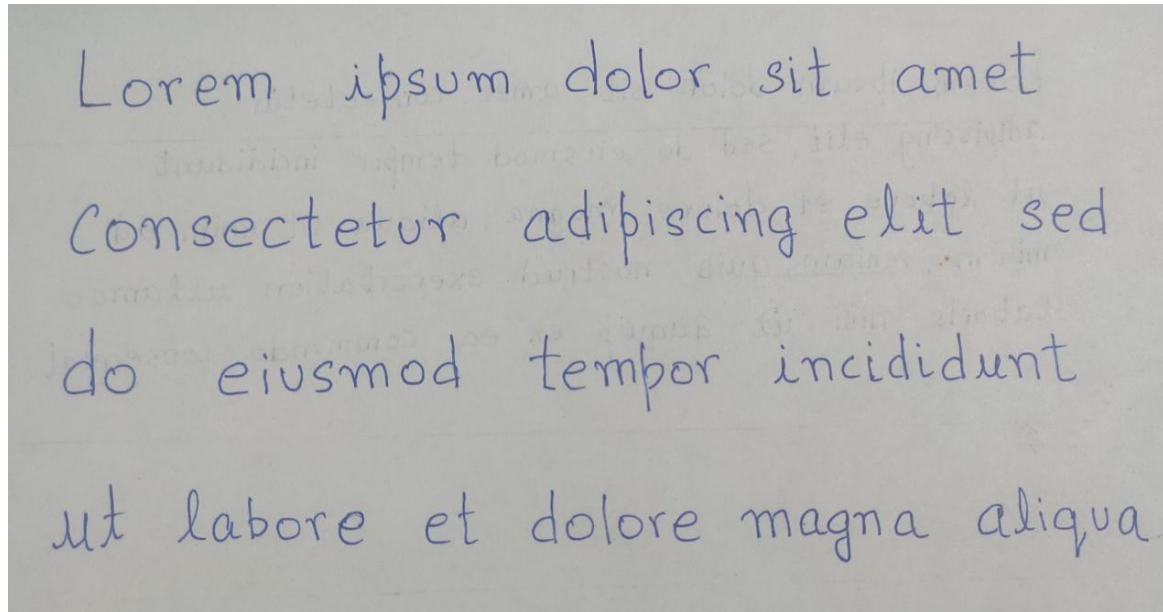 Lorem ipsum dolor sit amet
Consectetur adipiscing elit sed
do eiusmod tempor incididunt
ut labore et dolore magna aliqua